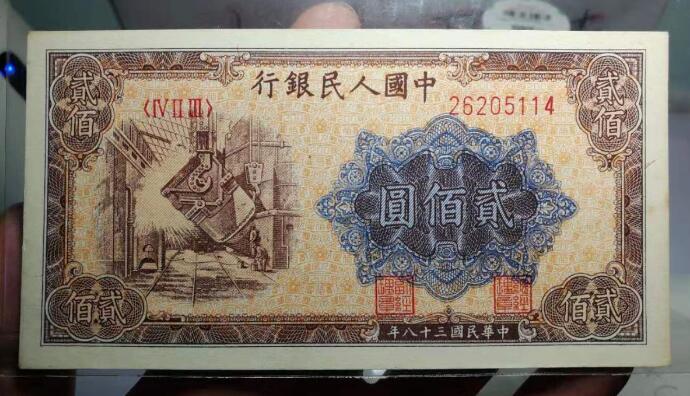 中國人民銀行
〈IV II III〉
26205114
貳佰
貳佰
貳佰圓
貳佰
貳佰
中華民國三十八年